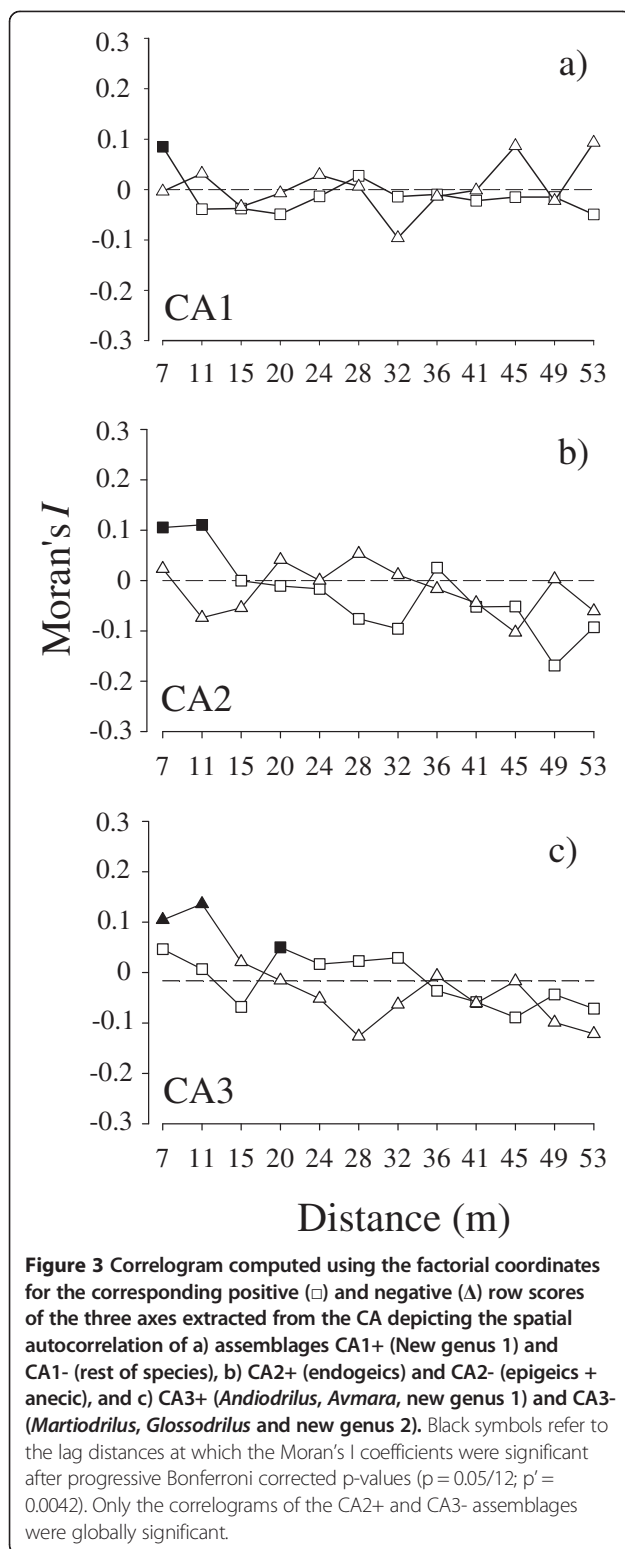 a)
0.3
0.2
0.1
0
-0.1
-0.2
-0.3
CA1
7 11 15 20 24 28 32 36 41 45 49 53
b)
0.3
0.2
0.1
0
-0.1
-0.2
-0.3
CA2
7 11 15 20 24 28 32 36 41 45 49 53
Moran's I
c)
0.3
0.2
0.1
0
-0.1
-0.2
-0.3
CA3
7 11 15 20 24 28 32 36 41 45 49 53
Distance (m)
Figure 3 Correlogram computed using the factorial coordinates
for the corresponding positive (□) and negative (Δ) row scores
of the three axes extracted from the CA depicting the spatial
autocorrelation of a) assemblages CA1+ (New genus 1) and
CA1- (rest of species), b) CA2+ (endogeics) and CA2- (epigeics +
anecic), and c) CA3+ (Andiodrilus, Avmara, new genus 1) and CA3-
(Martiodrilus, Glossodrilus and new genus 2). Black symbols refer to
the lag distances at which the Moran's I coefficients were significant
after progressive Bonferroni corrected p-values (p = 0.05/12; p' =
0.0042). Only the correlograms of the CA2+ and CA3- assemblages
were globally significant.